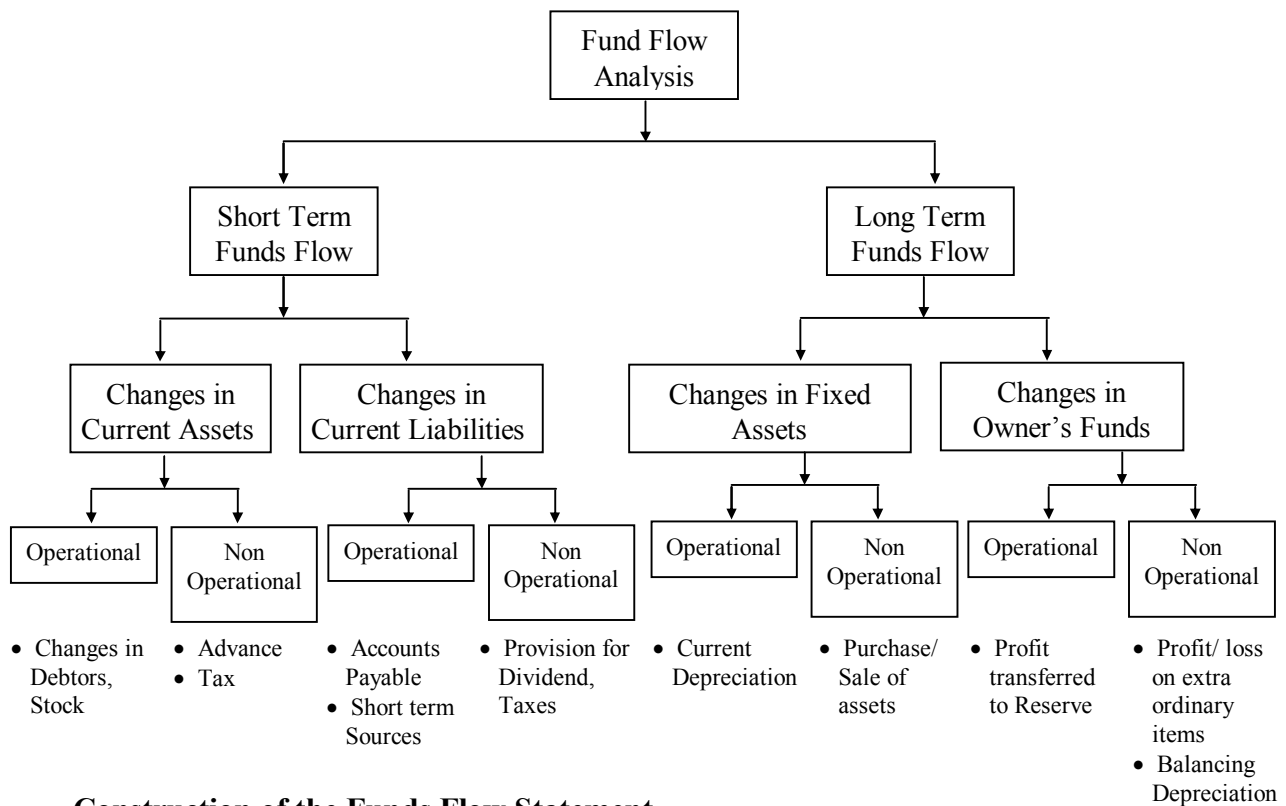 Fund Flow
Analysis
Short Term
Funds Flow
Long Term
Funds Flow
Changes in
Current Assets
Changes in
Current Liabilities
Changes in Fixed
Assets
Changes in
Owner's Funds
Operational
Non
Operational
Operational
Non
Operational
Operational
Non
Operational
Operational
Non
Operational
• Changes in
Debtors,
Stock
• Advance
• Tax
• Accounts
Payable
• Short term
Sources
• Provision for
Dividend,
Taxes
• Current
Depreciation
• Purchase/
Sale of
assets
• Profit
transferred
to Reserve
• Profit/ loss
on extra
ordinary
items
• Balancing
Depreciation
Construction of the Funds Flow Statement